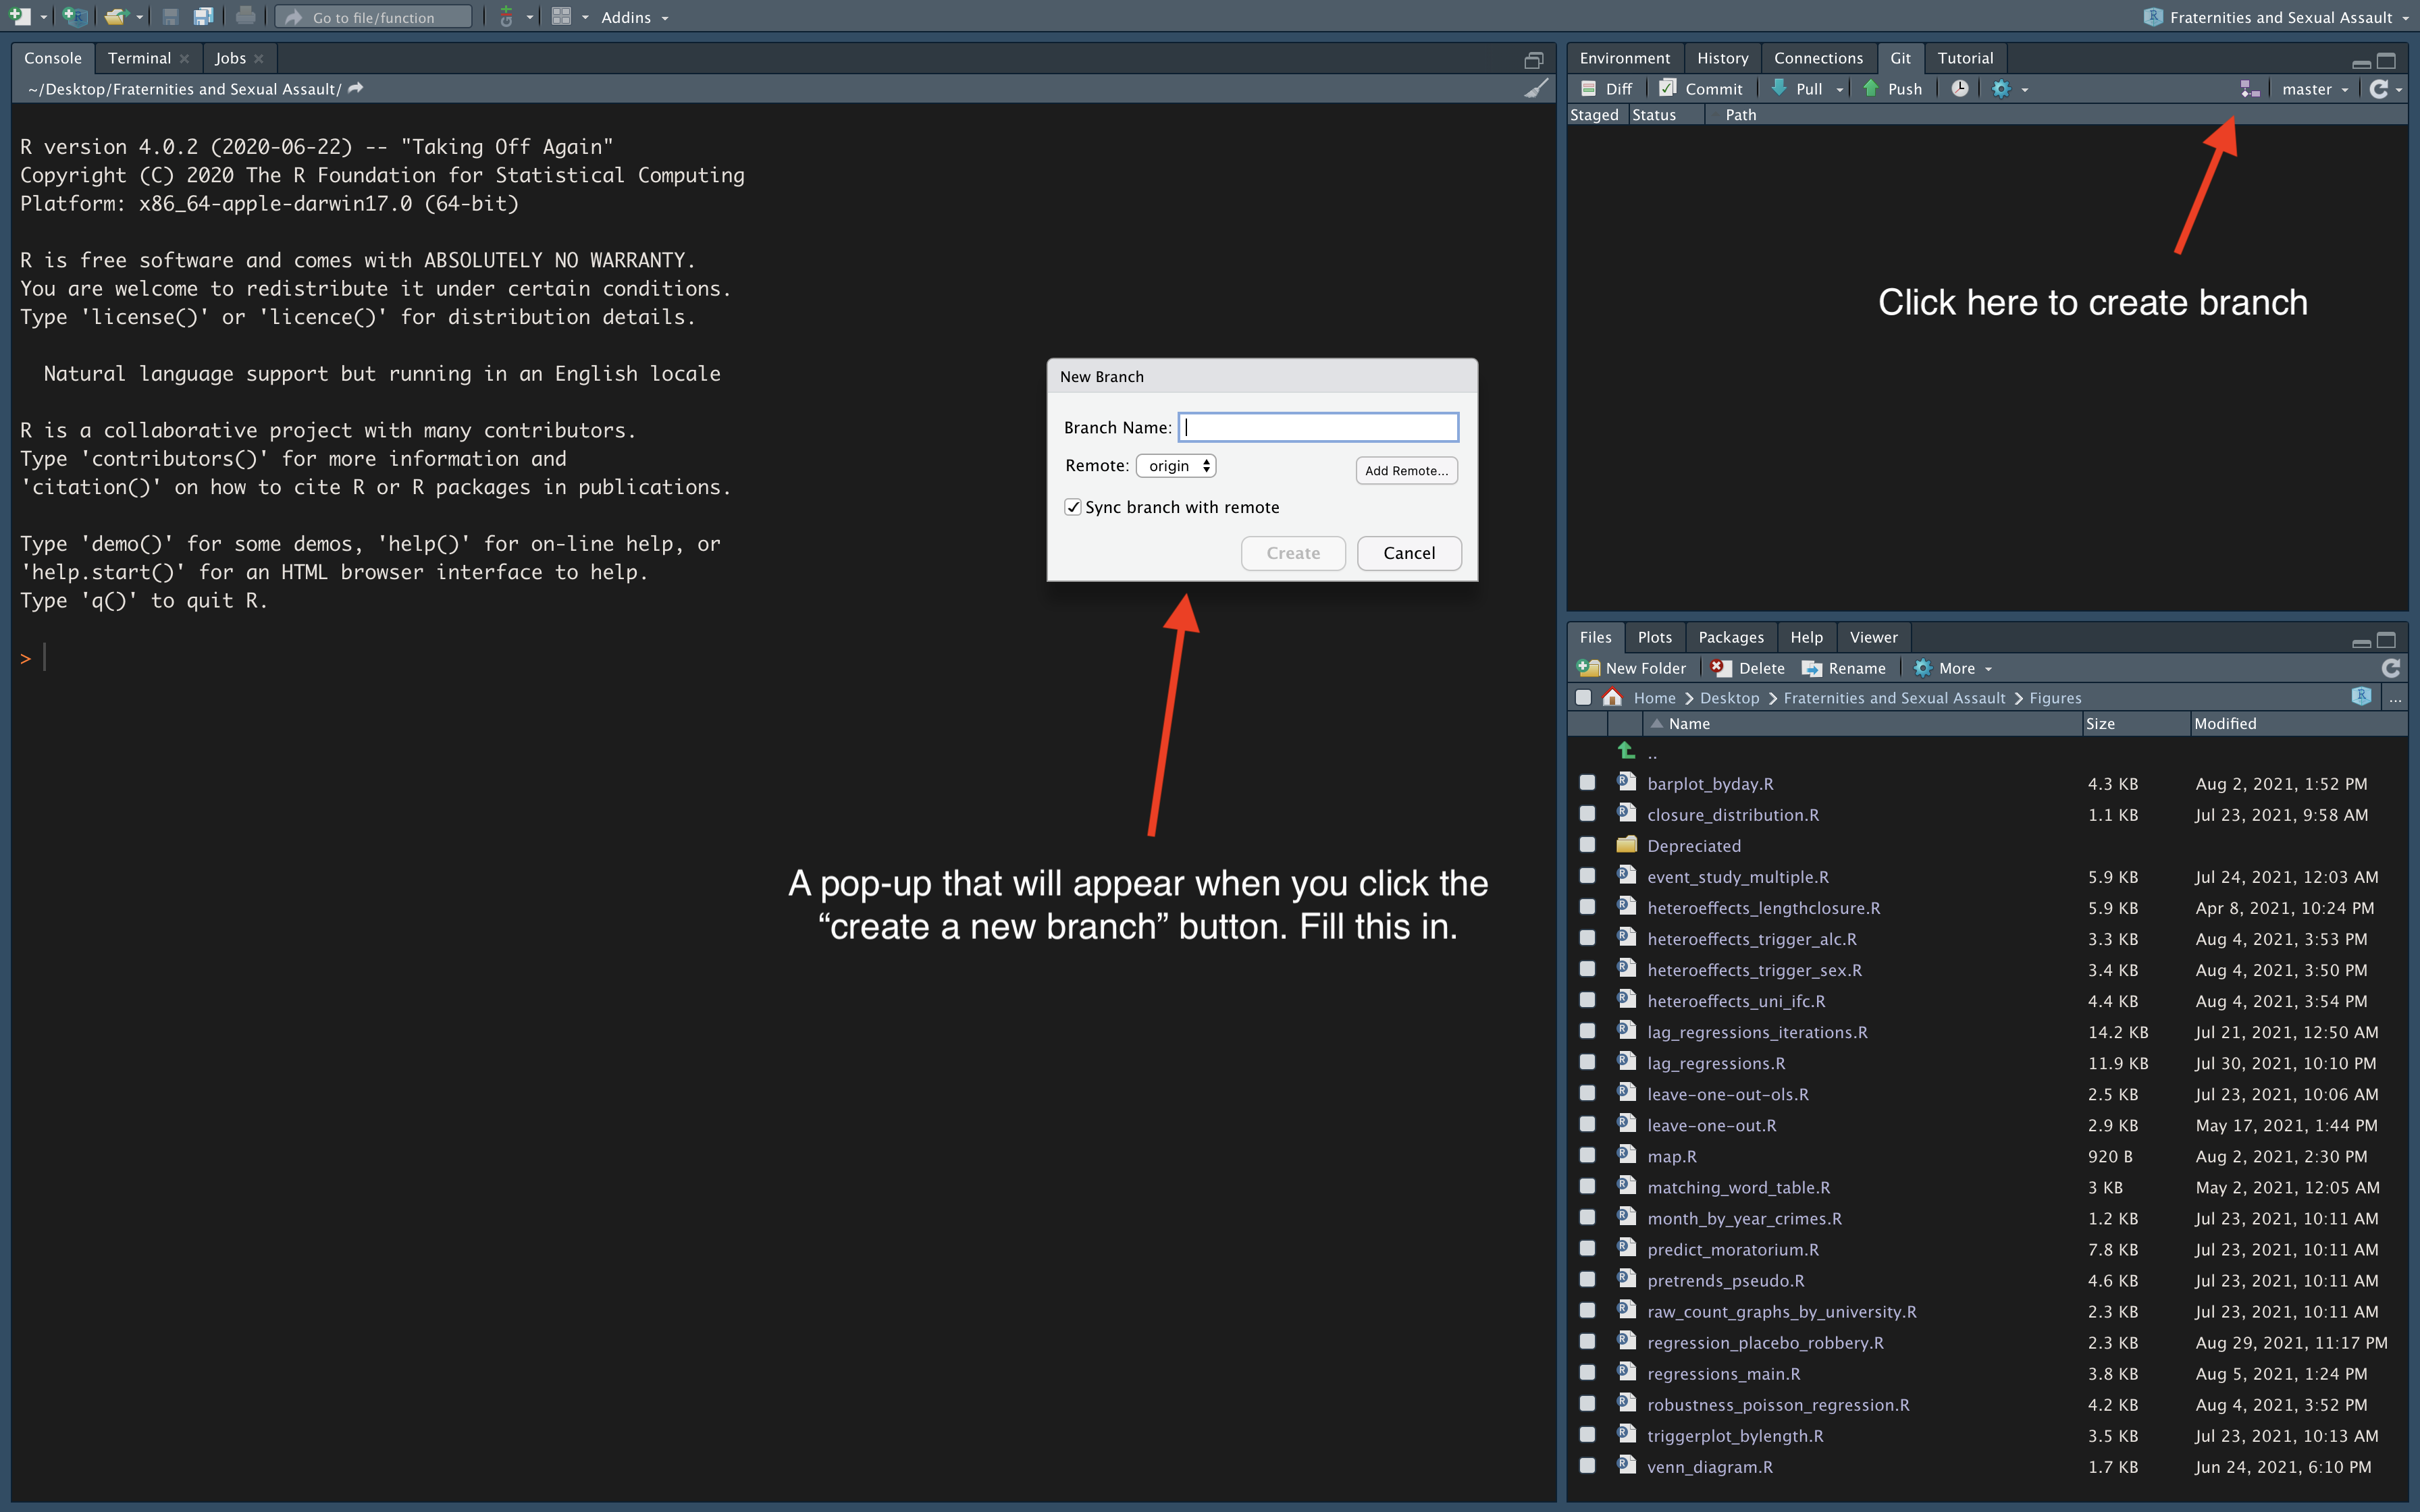 Go to file/function
Addins
Fraternities and Sexual Assault
Console Terminal Jobs
~/Desktop/Fraternities and Sexual Assault/
R version 4.0.2 (2020-06-22) -- "Taking Off Again"
Copyright (C) 2020 The R Foundation for Statistical Computing
Platform: x86_64-apple-darwin17.0 (64-bit)
R is free software and comes with ABSOLUTELY NO WARRANTY.
You are welcome to redistribute it under certain conditions.
Type 'license()' or 'licence()' for distribution details.
Natural language support but running in an English locale
R is a collaborative project with many contributors.
Type 'contributors()' for more information and
'citation()' on how to cite R or R packages in publications.
Type 'demo()' for some demos, 'help()' for on-line help, or
'help.start()' for an HTML browser interface to help.
Type 'q()' to quit R.
>
New Branch
Branch Name:
Remote: origin Add Remote...
Sync branch with remote
Create Cancel
A pop-up that will appear when you click the
“create a new branch” button. Fill this in.
Environment History Connections Git Tutorial
Diff Commit Pull Push master
Staged Status Path
Click here to create branch
Files Plots Packages Help Viewer
New Folder Delete Rename More
Home Desktop Fraternities and Sexual Assault Figures ...
Name Size Modified
..
barplot_byday.R 4.3 KB Aug 2, 2021, 1:52 PM
closure_distribution.R 1.1 KB Jul 23, 2021, 9:58 AM
Depreciated
event_study_multiple.R 5.9 KB Jul 24, 2021, 12:03 AM
heteroeffects_lengthclosure.R 5.9 KB Apr 8, 2021, 10:24 PM
heteroeffects_trigger_alc.R 3.3 KB Aug 4, 2021, 3:53 PM
heteroeffects_trigger_sex.R 3.4 KB Aug 4, 2021, 3:50 PM
heteroeffects_uni_ifc.R 4.4 KB Aug 4, 2021, 3:54 PM
lag_regressions_iterations.R 14.2 KB Jul 21, 2021, 12:50 AM
lag_regressions.R 11.9 KB Jul 30, 2021, 10:10 PM
leave-one-out-ols.R 2.5 KB Jul 23, 2021, 10:06 AM
leave-one-out.R 2.9 KB May 17, 2021, 1:44 PM
map.R 920 B Aug 2, 2021, 2:30 PM
matching_word_table.R 3 KB May 2, 2021, 12:05 AM
month_by_year_crimes.R 1.2 KB Jul 23, 2021, 10:11 AM
predict_moratorium.R 7.8 KB Jul 23, 2021, 10:11 AM
pretrends_pseudo.R 4.6 KB Jul 23, 2021, 10:11 AM
raw_count_graphs_by_university.R 2.3 KB Jul 23, 2021, 10:11 AM
regression_placebo_robbery.R 2.3 KB Aug 29, 2021, 11:17 PM
regressions_main.R 3.8 KB Aug 5, 2021, 1:24 PM
robustness_poisson_regression.R 4.2 KB Aug 4, 2021, 3:52 PM
triggerplot_bylength.R 3.5 KB Jul 23, 2021, 10:13 AM
venn_diagram.R 1.7 KB Jun 24, 2021, 6:10 PM